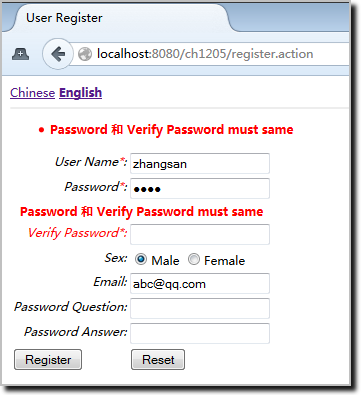 User Register
localhost:8080/ch1205/register.action
Chinese English
• Password 和 Verify Password must same
User Name*: zhangsan
Password*: ●●●●
Password 和 Verify Password must same
Verify Password*:
Sex: Male Female
Email: abc@qq.com
Password Question:
Password Answer:
Register Reset